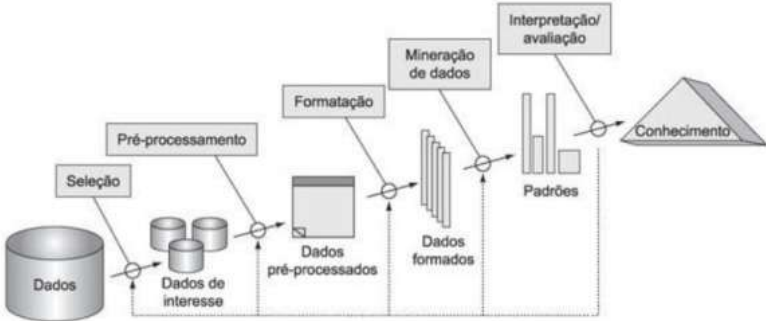 Interpretação/
avaliação
Mineração
de dados
Formatação
Pré-processamento
Seleção
Conhecimento
Padrões
Dados
formados
Dados
pré-processados
Dados de
interesse
Dados